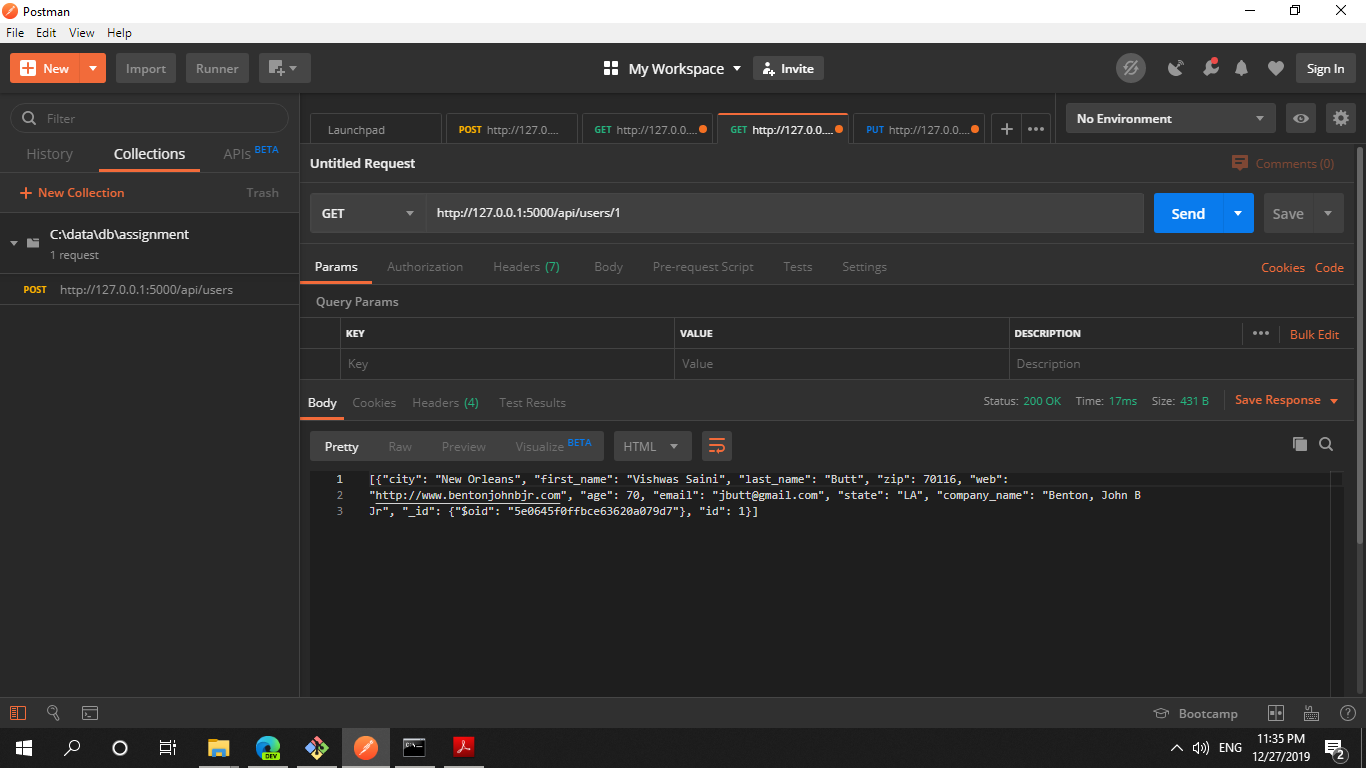 Postman
File Edit View Help
New Import Runner My Workspace Invite Sign In
Filter
History Collections APIs BETA
New Collection Trash
C:\data\db\assignment
1 request
POST http://127.0.0.1:5000/api/users
Launchpad POST http://127.0.... GET http://127.0.0.... GET http://127.0.0.... PUT http://127.0.0.... No Environment
Untitled Request Comments (0)
GET http://127.0.0.1:5000/api/users/1 Send Save
Params Authorization Headers (7) Body Pre-request Script Tests Settings Cookies Code
Query Params
KEY VALUE DESCRIPTION Bulk Edit
Key Value Description
Body Cookies Headers (4) Test Results Status: 200 OK Time: 17ms Size: 431 B Save Response
Pretty Raw Preview Visualize BETA HTML
1 [{"city": "New Orleans", "first_name": "Vishwas Saini", "last_name": "Butt", "zip": 70116, "web":
2 "http://www.bentonjohnbjr.com", "age": 70, "email": "jbutt@gmail.com", "state": "LA", "company_name": "Benton, John B
3 Jr", "_id": {"$oid": "5e0645f0ffbce63620a079d7"}, "id": 1}]
Bootcamp
DEV ENG 11:35 PM
12/27/2019 2